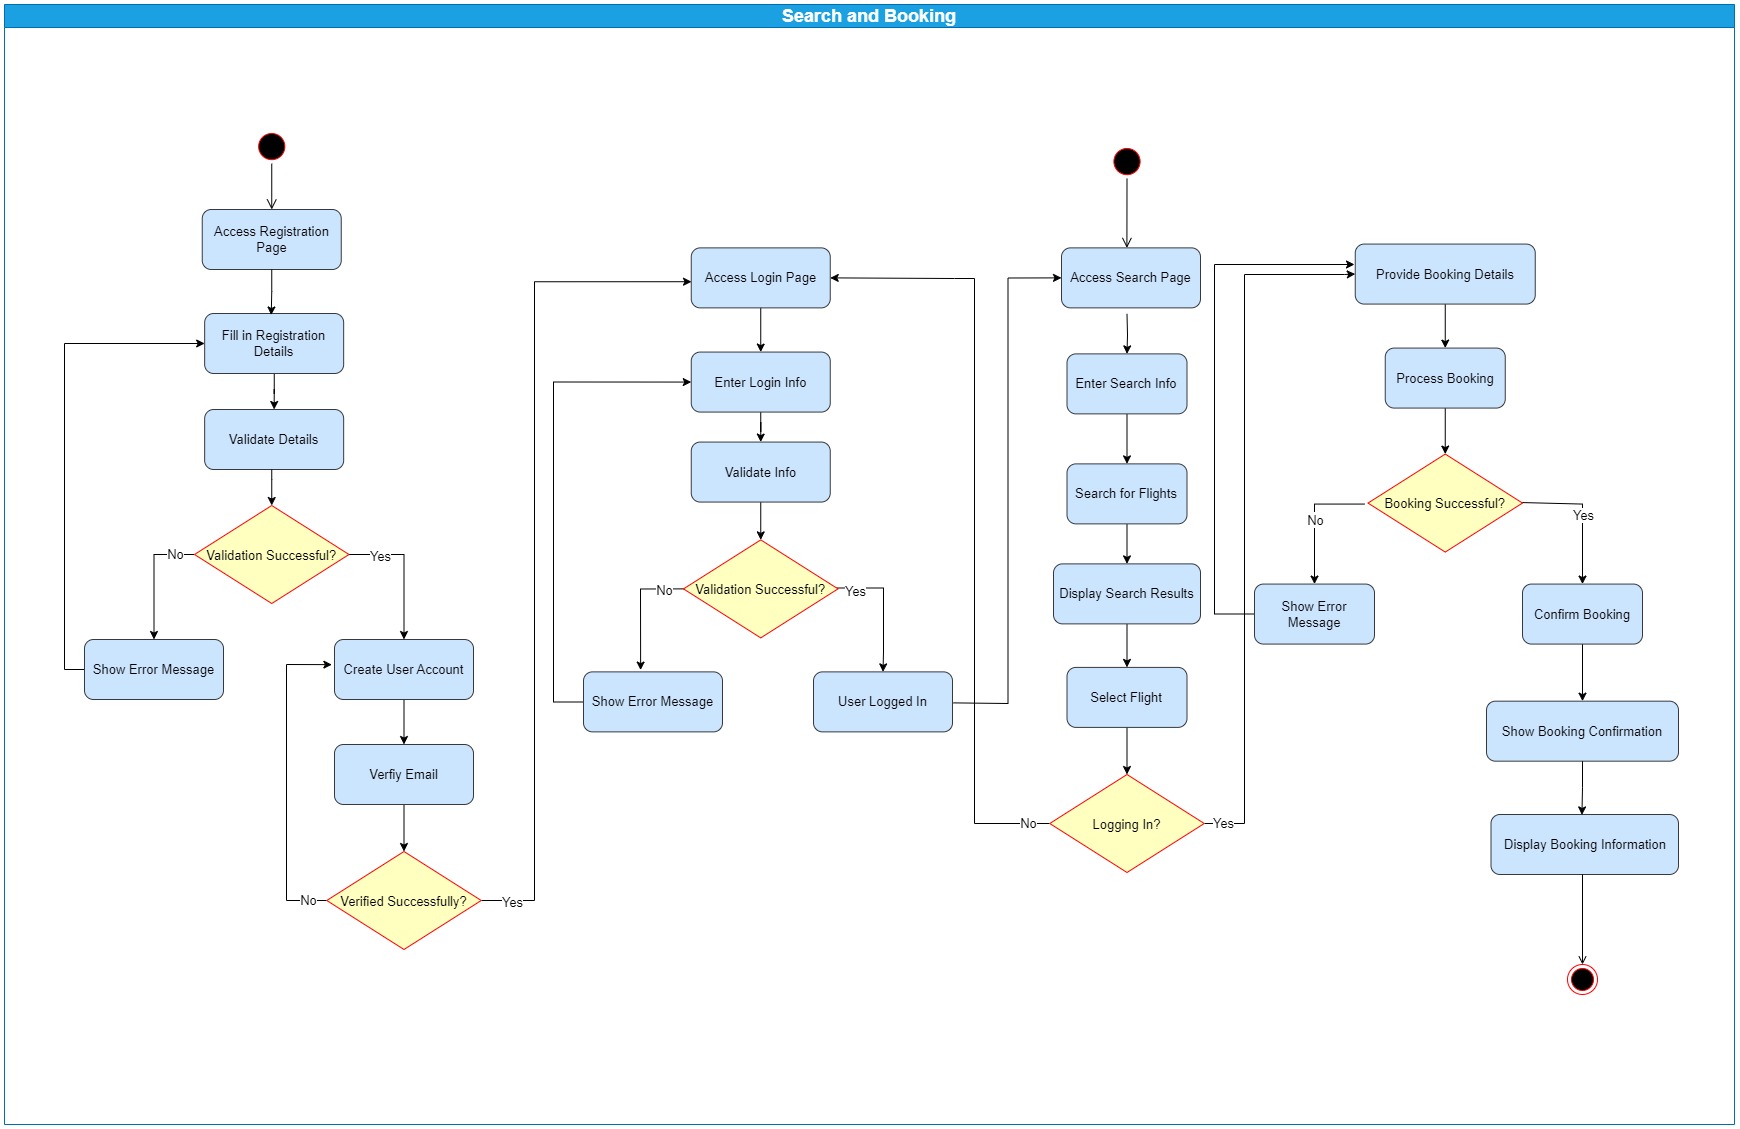 Search and Booking
Access Registration
Page
Fill in Registration
Details
Validate Details
Validation Successful?
No
Yes
Show Error Message
Create User Account
Verfiy Email
Verified Successfully?
No
Yes
Access Login Page
Enter Login Info
Validate Info
Validation Successful?
No
Yes
Show Error Message
User Logged In
Access Search Page
Enter Search Info
Search for Flights
Display Search Results
Select Flight
Logging In?
No
Yes
Provide Booking Details
Process Booking
Booking Successful?
No
Yes
Show Error
Message
Confirm Booking
Show Booking Confirmation
Display Booking Information